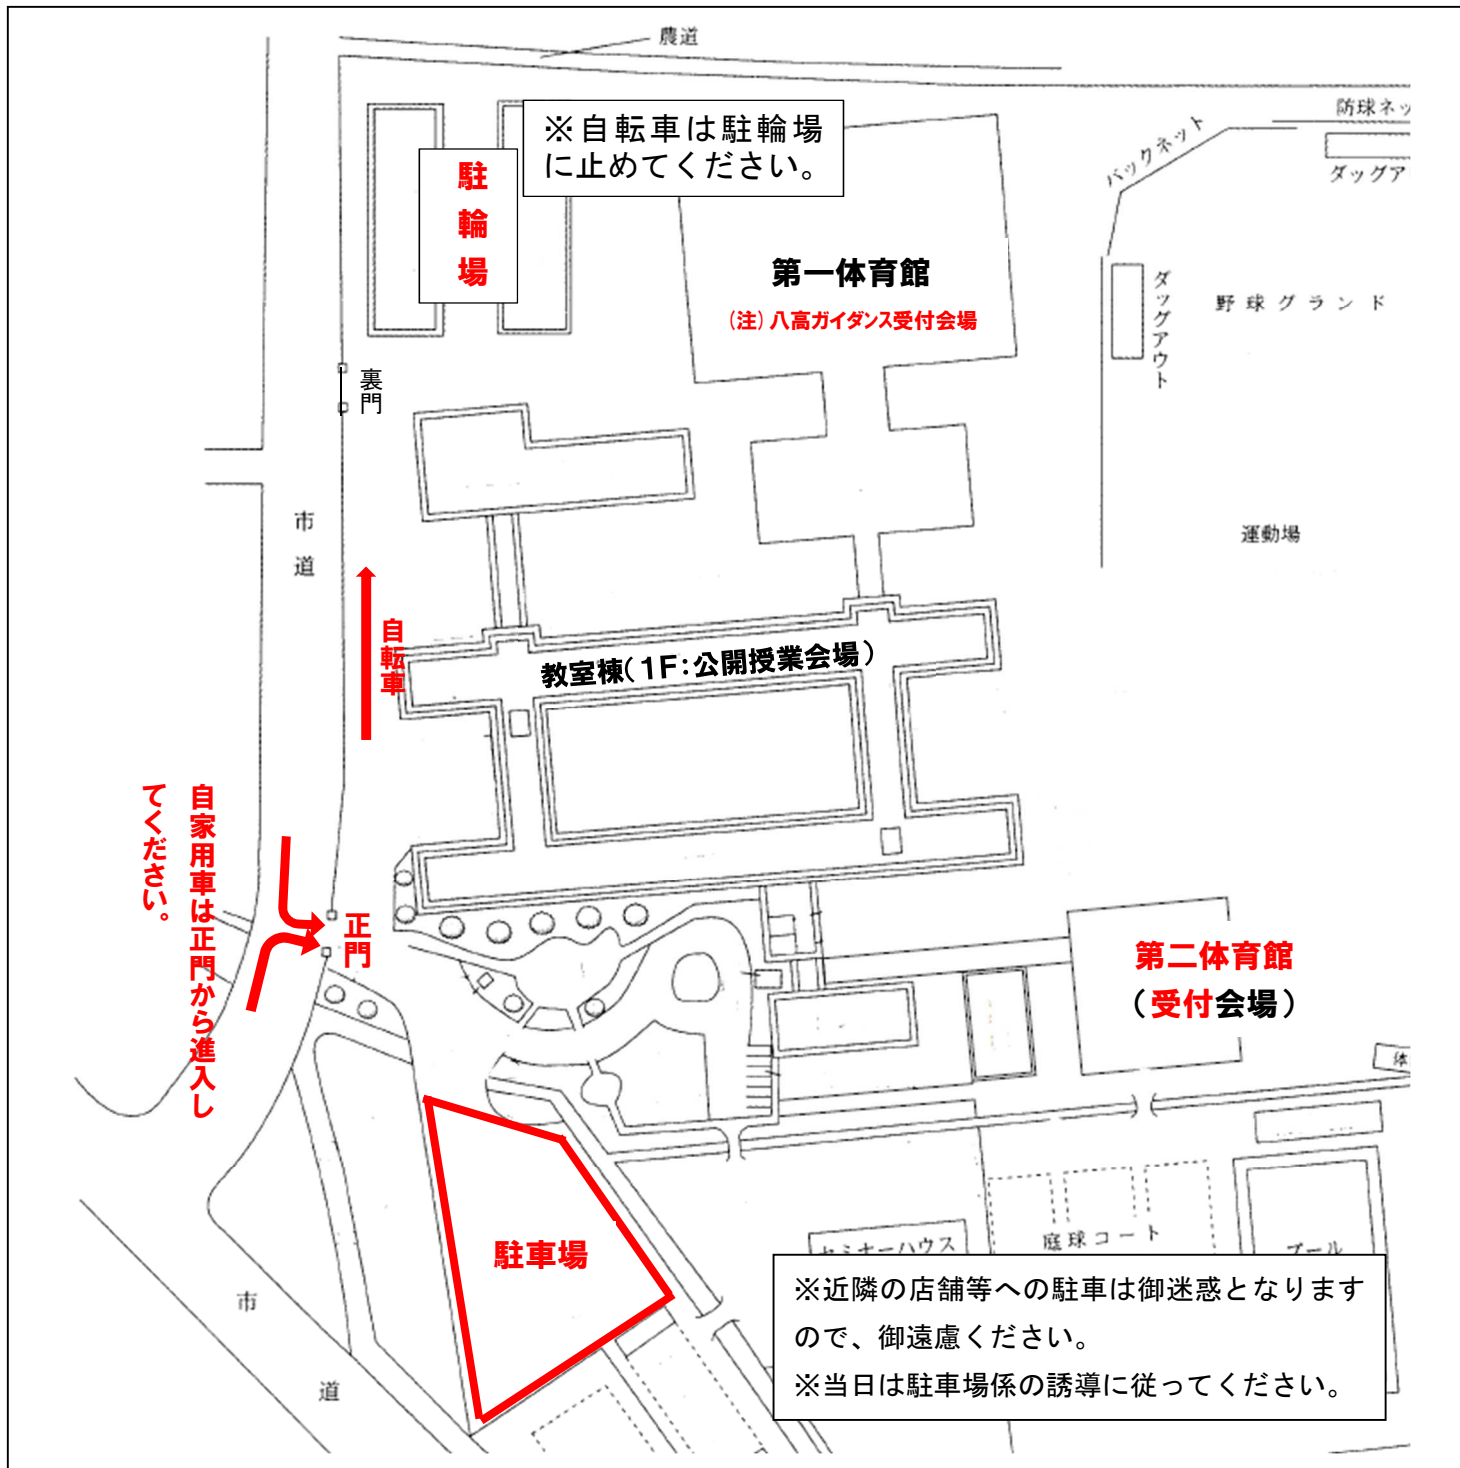 農道
防球ネッ
バックネット
ダッグア
※自転車は駐輪場
に止めてください。
駐輪場
第一体育館
(注)八高ガイダンス受付会場
ダッグアウト
野球グランド
裏門
市道
運動場
自転車
教室棟(1F:公開授業会場)
自家用車は正門から進入し
てください。
正門
第二体育館
(受付会場)
体
駐車場
セミナーハウス
庭球コート
プール
市道
※近隣の店舗等への駐車は御迷惑となります
ので、御遠慮ください。
※当日は駐車場係の誘導に従ってください。